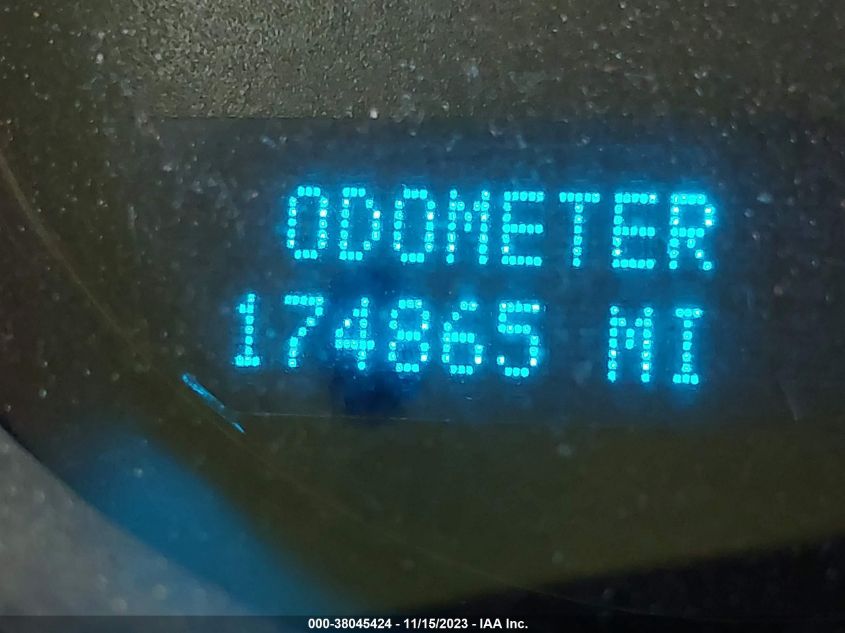 ODOMETER
174865 MI
000-38045424 - 11/15/2023 - IAA Inc.